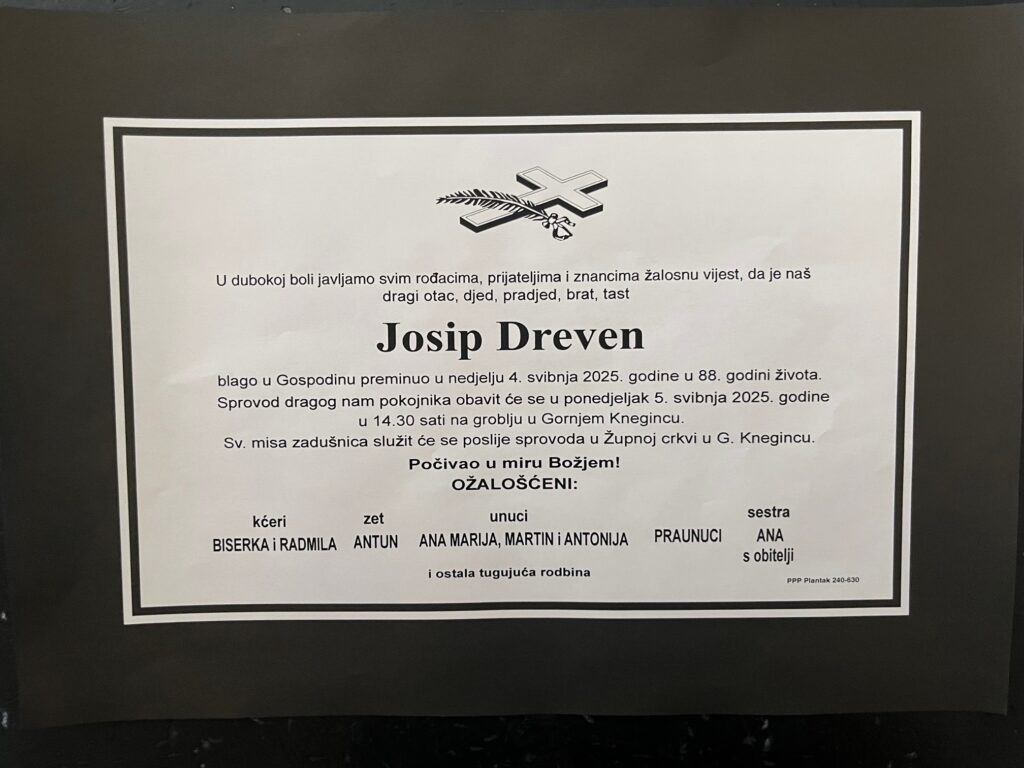 U dubokoj boli javljamo svim rođacima, prijateljima i znancima žalosnu vijest, da je naš
dragi otac, djed, pradjed, brat, tast
Josip Dreven
blago u Gospodinu preminuo u nedjelju 4. svibnja 2025. godine u 88. godini života.
Sprovod dragog nam pokojnika obavit će se u ponedjeljak 5. svibnja 2025. godine
u 14.30 sati na groblju u Gornjem Knegincu.
Sv. misa zadušnica služit će se poslije sprovoda u Župnoj crkvi u G. Knegincu.
Počivao u miru Božjem!
OŽALOŠĆENI:
kćeri
BISERKA i RADMILA
zet
ANTUN
unuci
ANA MARIJA, MARTIN i ANTONIJA
PRAUNUCI
sestra
ANA
s obitelji
i ostala tugujuća rodbina
PPP Plantak 240-630